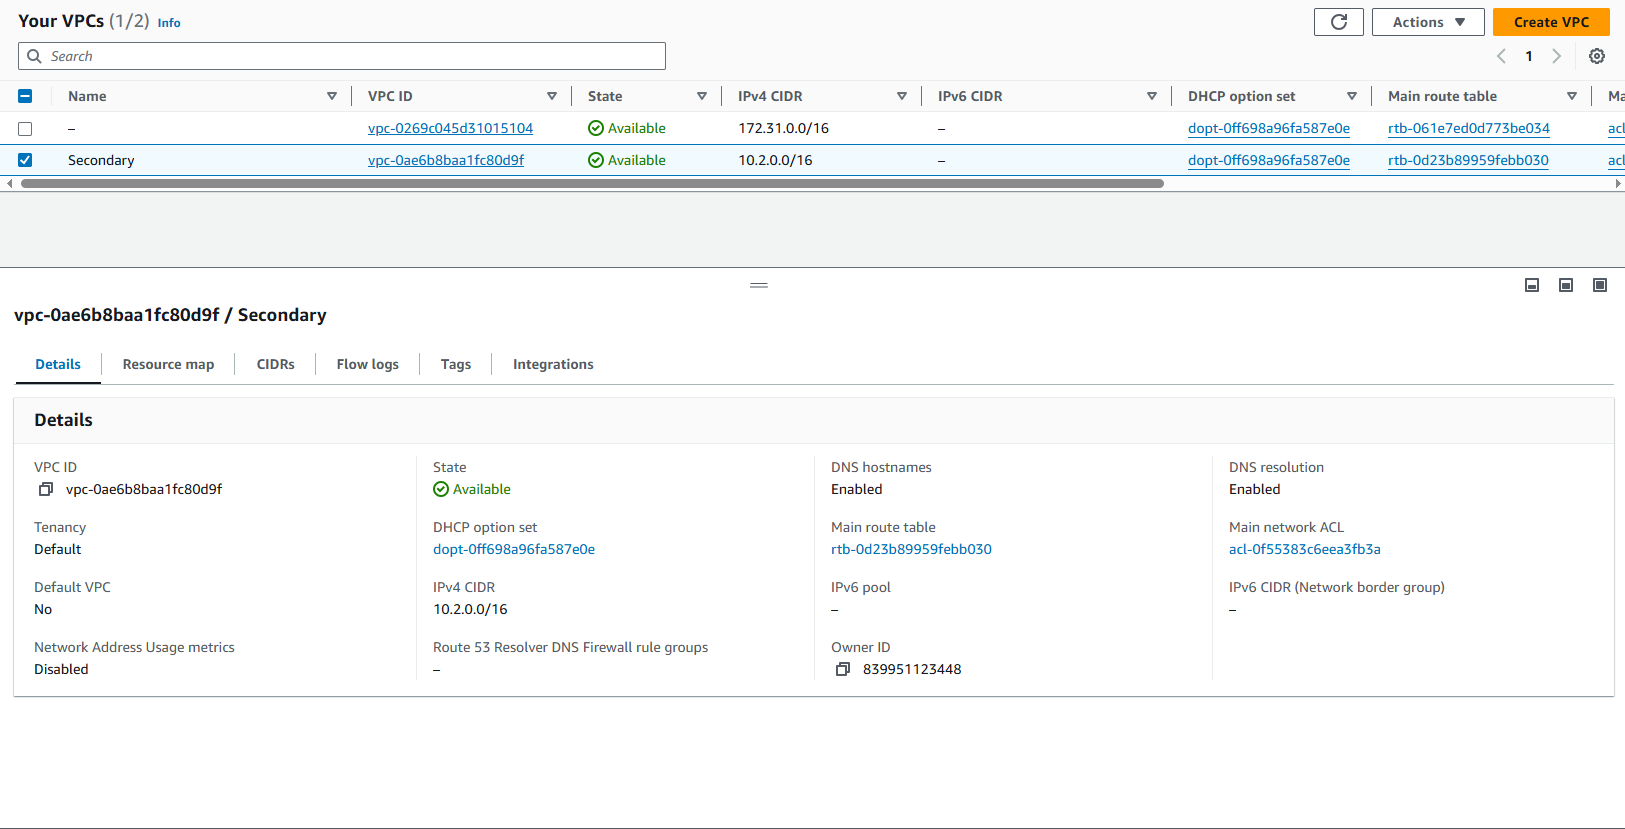 Your VPCs (1/2) Info
Actions Create VPC
Search
1
Name VPC ID State IPv4 CIDR IPv6 CIDR DHCP option set Main route table Ma
– vpc-0269c045d31015104 Available 172.31.0.0/16 – dopt-0ff698a96fa587e0e rtb-061e7ed0d773be034 acl
Secondary vpc-0ae6b8baa1fc80d9f Available 10.2.0.0/16 – dopt-0ff698a96fa587e0e rtb-0d23b89959febb030 acl
vpc-0ae6b8baa1fc80d9f / Secondary
Details Resource map CIDRs Flow logs Tags Integrations
Details
VPC ID State DNS hostnames DNS resolution
vpc-0ae6b8baa1fc80d9f Available Enabled Enabled
Tenancy DHCP option set Main route table Main network ACL
Default dopt-0ff698a96fa587e0e rtb-0d23b89959febb030 acl-0f55383c6eea3fb3a
Default VPC IPv4 CIDR IPv6 pool IPv6 CIDR (Network border group)
No 10.2.0.0/16 – –
Network Address Usage metrics Route 53 Resolver DNS Firewall rule groups Owner ID
Disabled – 839951123448